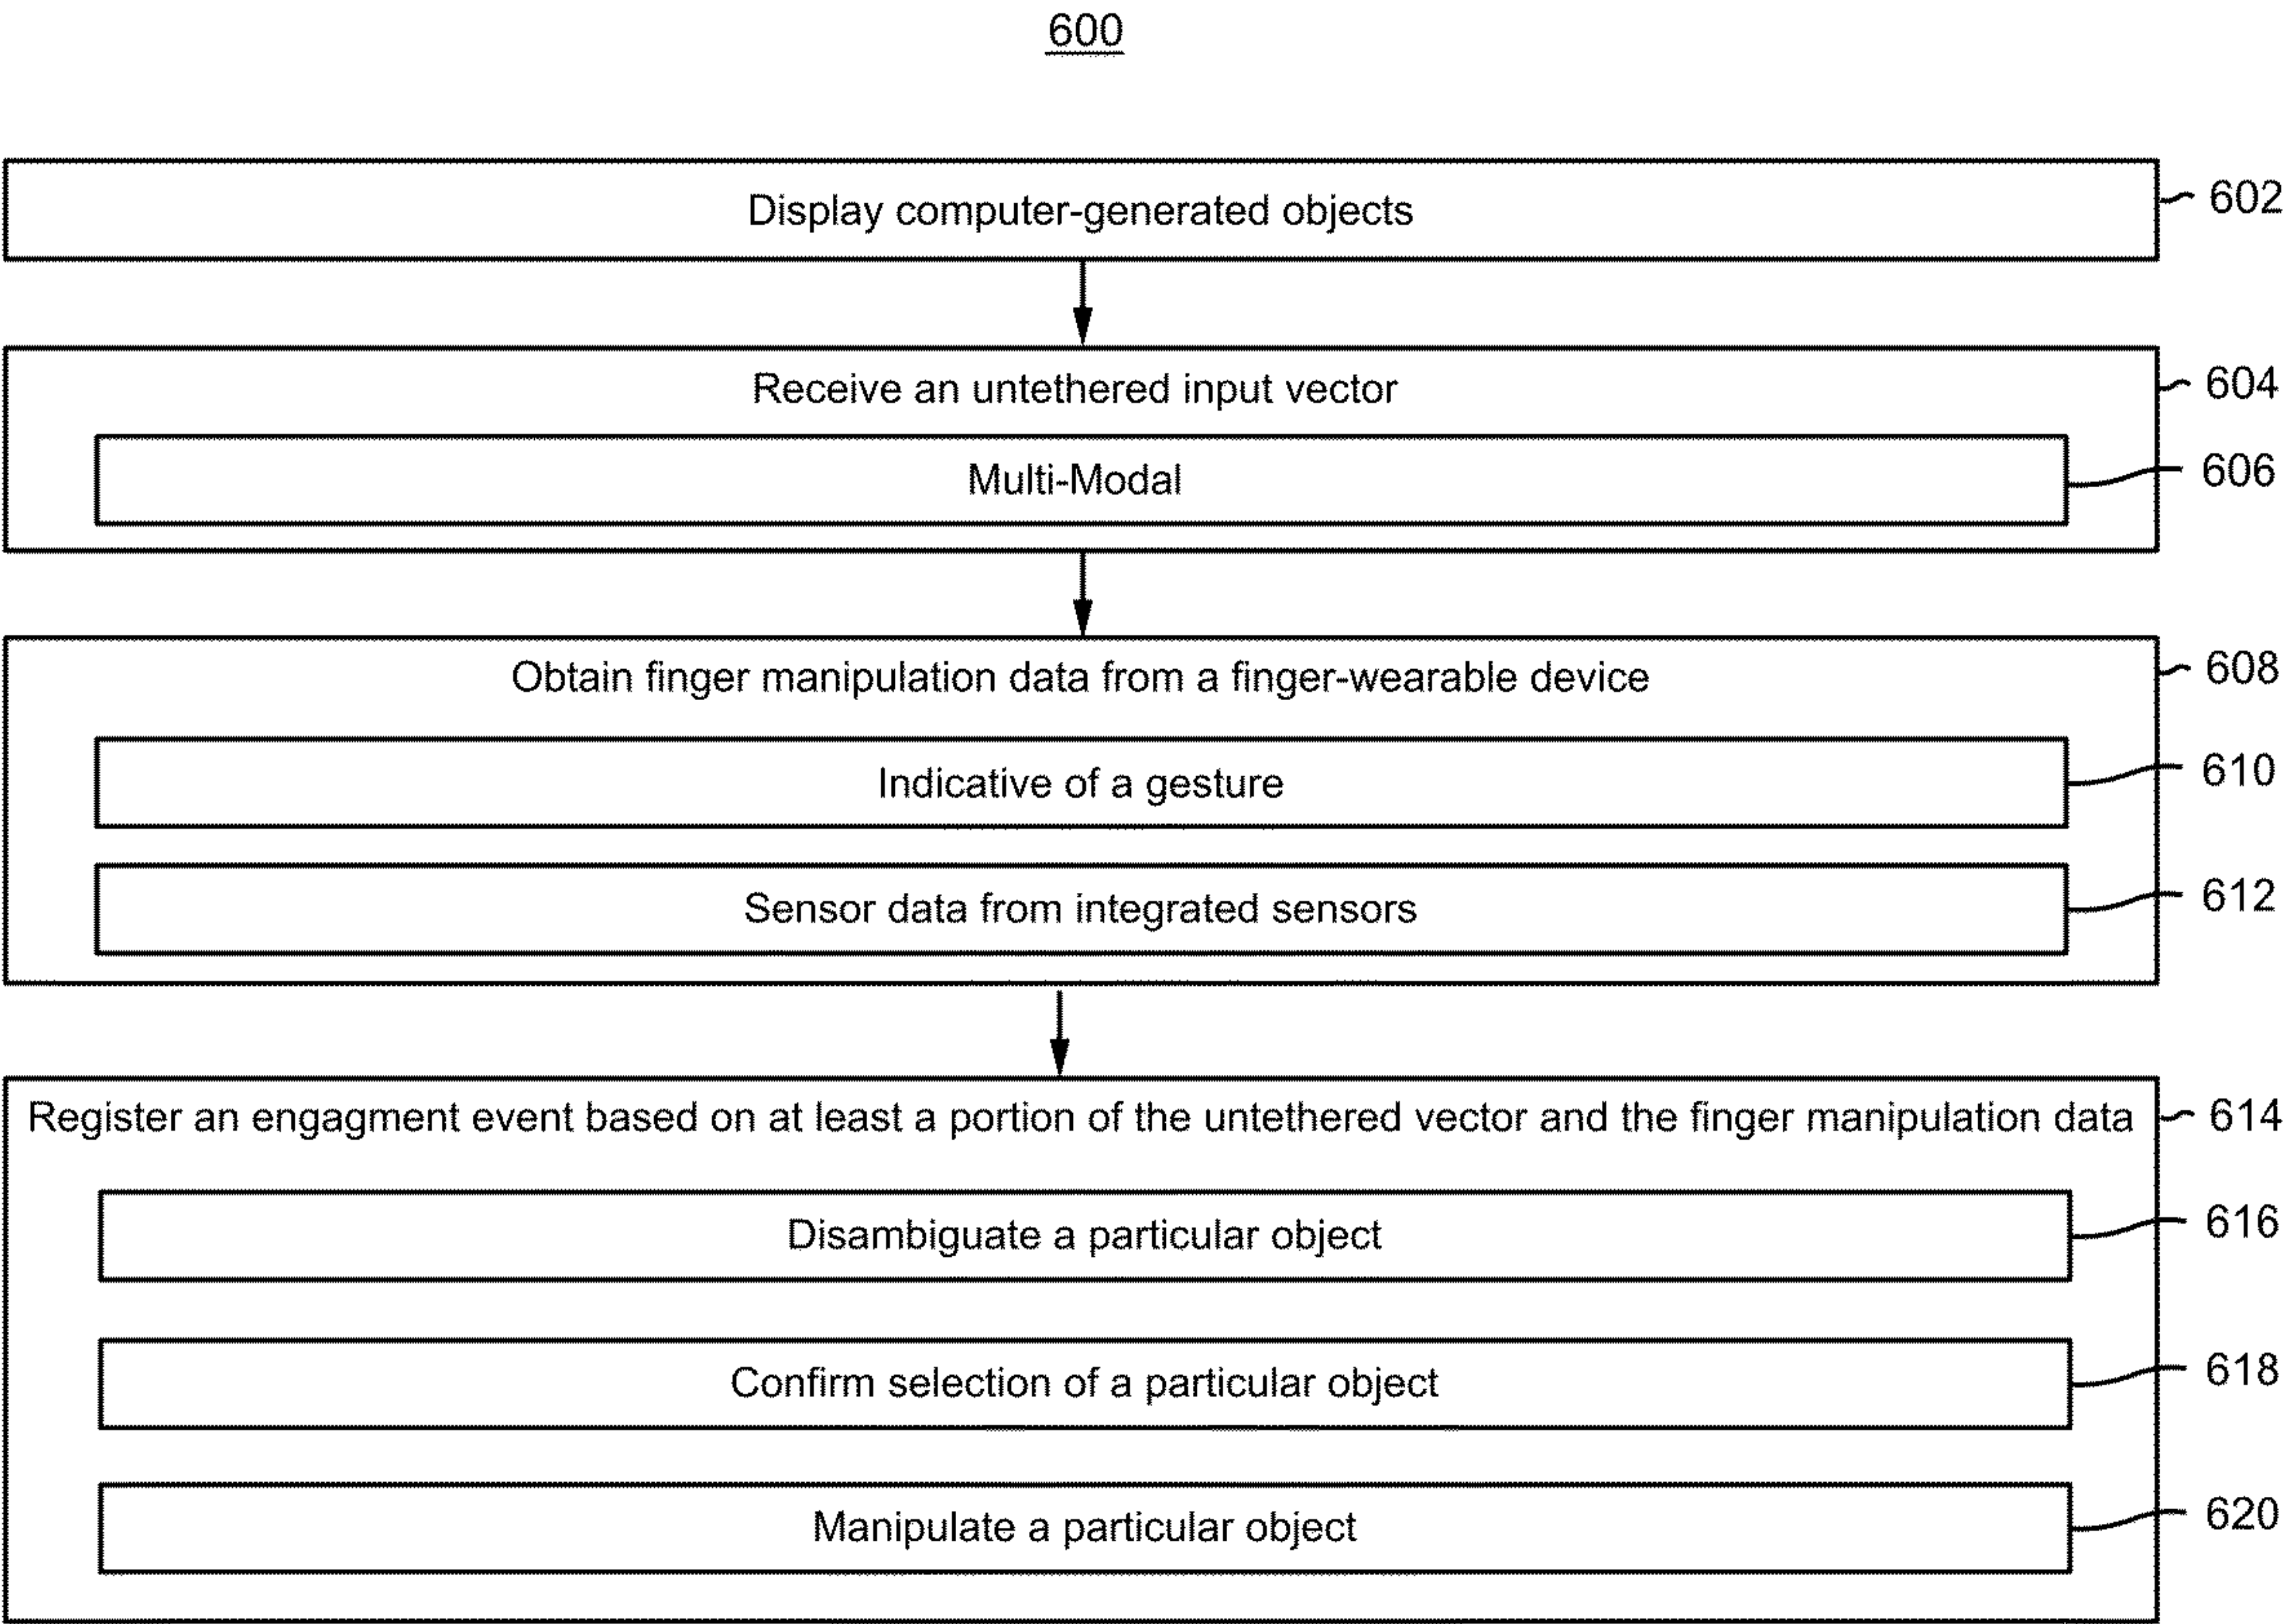 600
Display computer-generated objects
602
Receive an untethered input vector
604
Multi-Modal
606
Obtain finger manipulation data from a finger-wearable device
608
Indicative of a gesture
610
Sensor data from integrated sensors
612
Register an engagment event based on at least a portion of the untethered vector and the finger manipulation data
614
Disambiguate a particular object
616
Confirm selection of a particular object
618
Manipulate a particular object
620